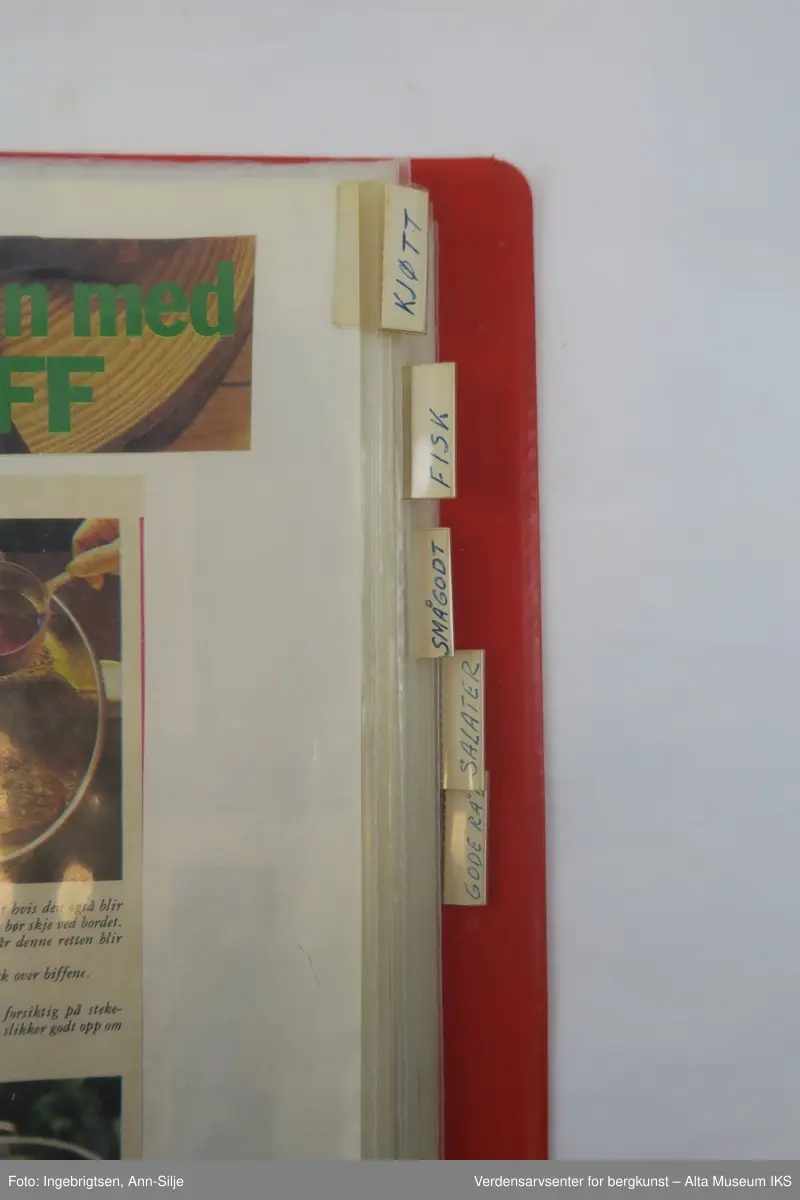 n med
FF
KJØTT
FISK
SMÅGODT
SALATER
GODE RÅD
hvis den også blir
bør skje ved bordet.
år denne retten blir
k over biffene.
forsiktig på steke-
slikker godt opp om
Foto: Ingebrigtsen, Ann-Silje
Verdensarvsenter for bergkunst – Alta Museum IKS